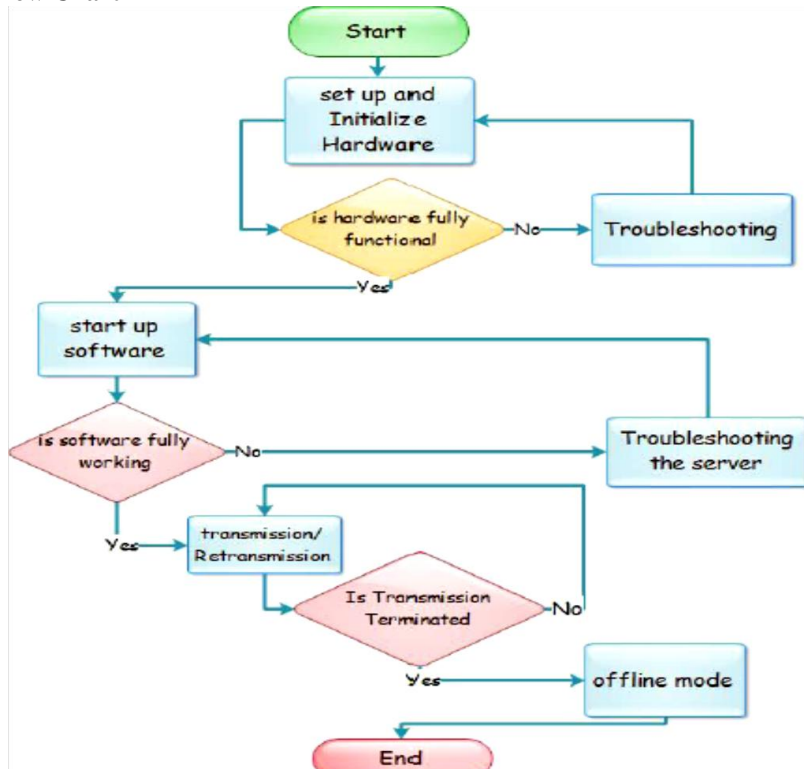 Start
set up and
Initialize
Hardware
is hardware fully
functional
No
Troubleshooting
Yes
start up
software
is software fully
working
No
Troubleshooting
the server
Yes
transmission/
Retransmission
Is Transmission
Terminated
No
Yes
offline mode
End